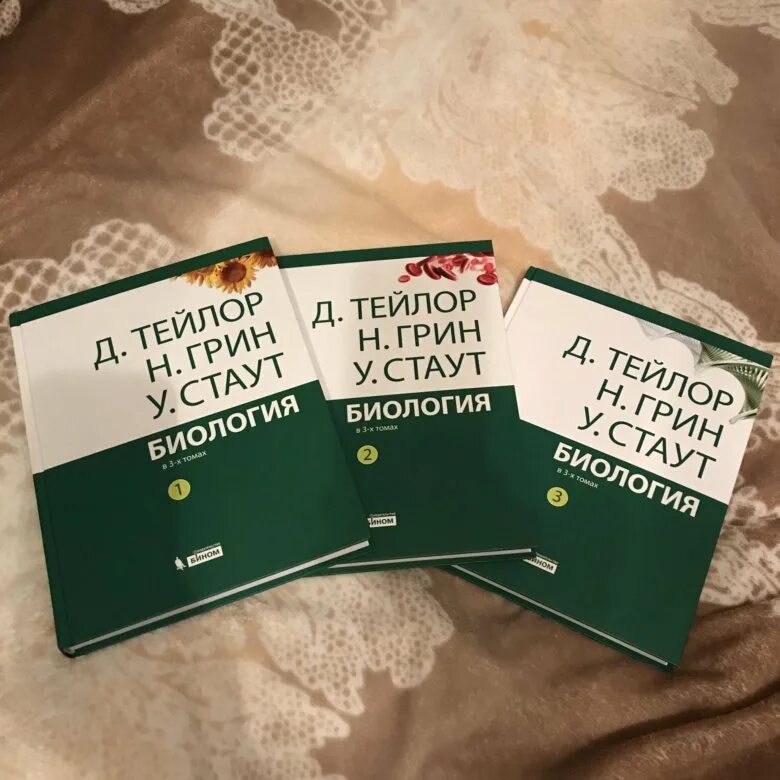 Д. ТЕЙЛОР
Н. ГРИН
У. СТАУТ
БИОЛОГИЯ
в 3-х томах
1
БИНОМ
Д. ТЕЙЛОР
Н. ГРИН
У. СТАУТ
БИОЛОГИЯ
в 3-х томах
2
БИНОМ
Д. ТЕЙЛОР
Н. ГРИН
У. СТАУТ
БИОЛОГИЯ
в 3-х томах
3
БИНОМ